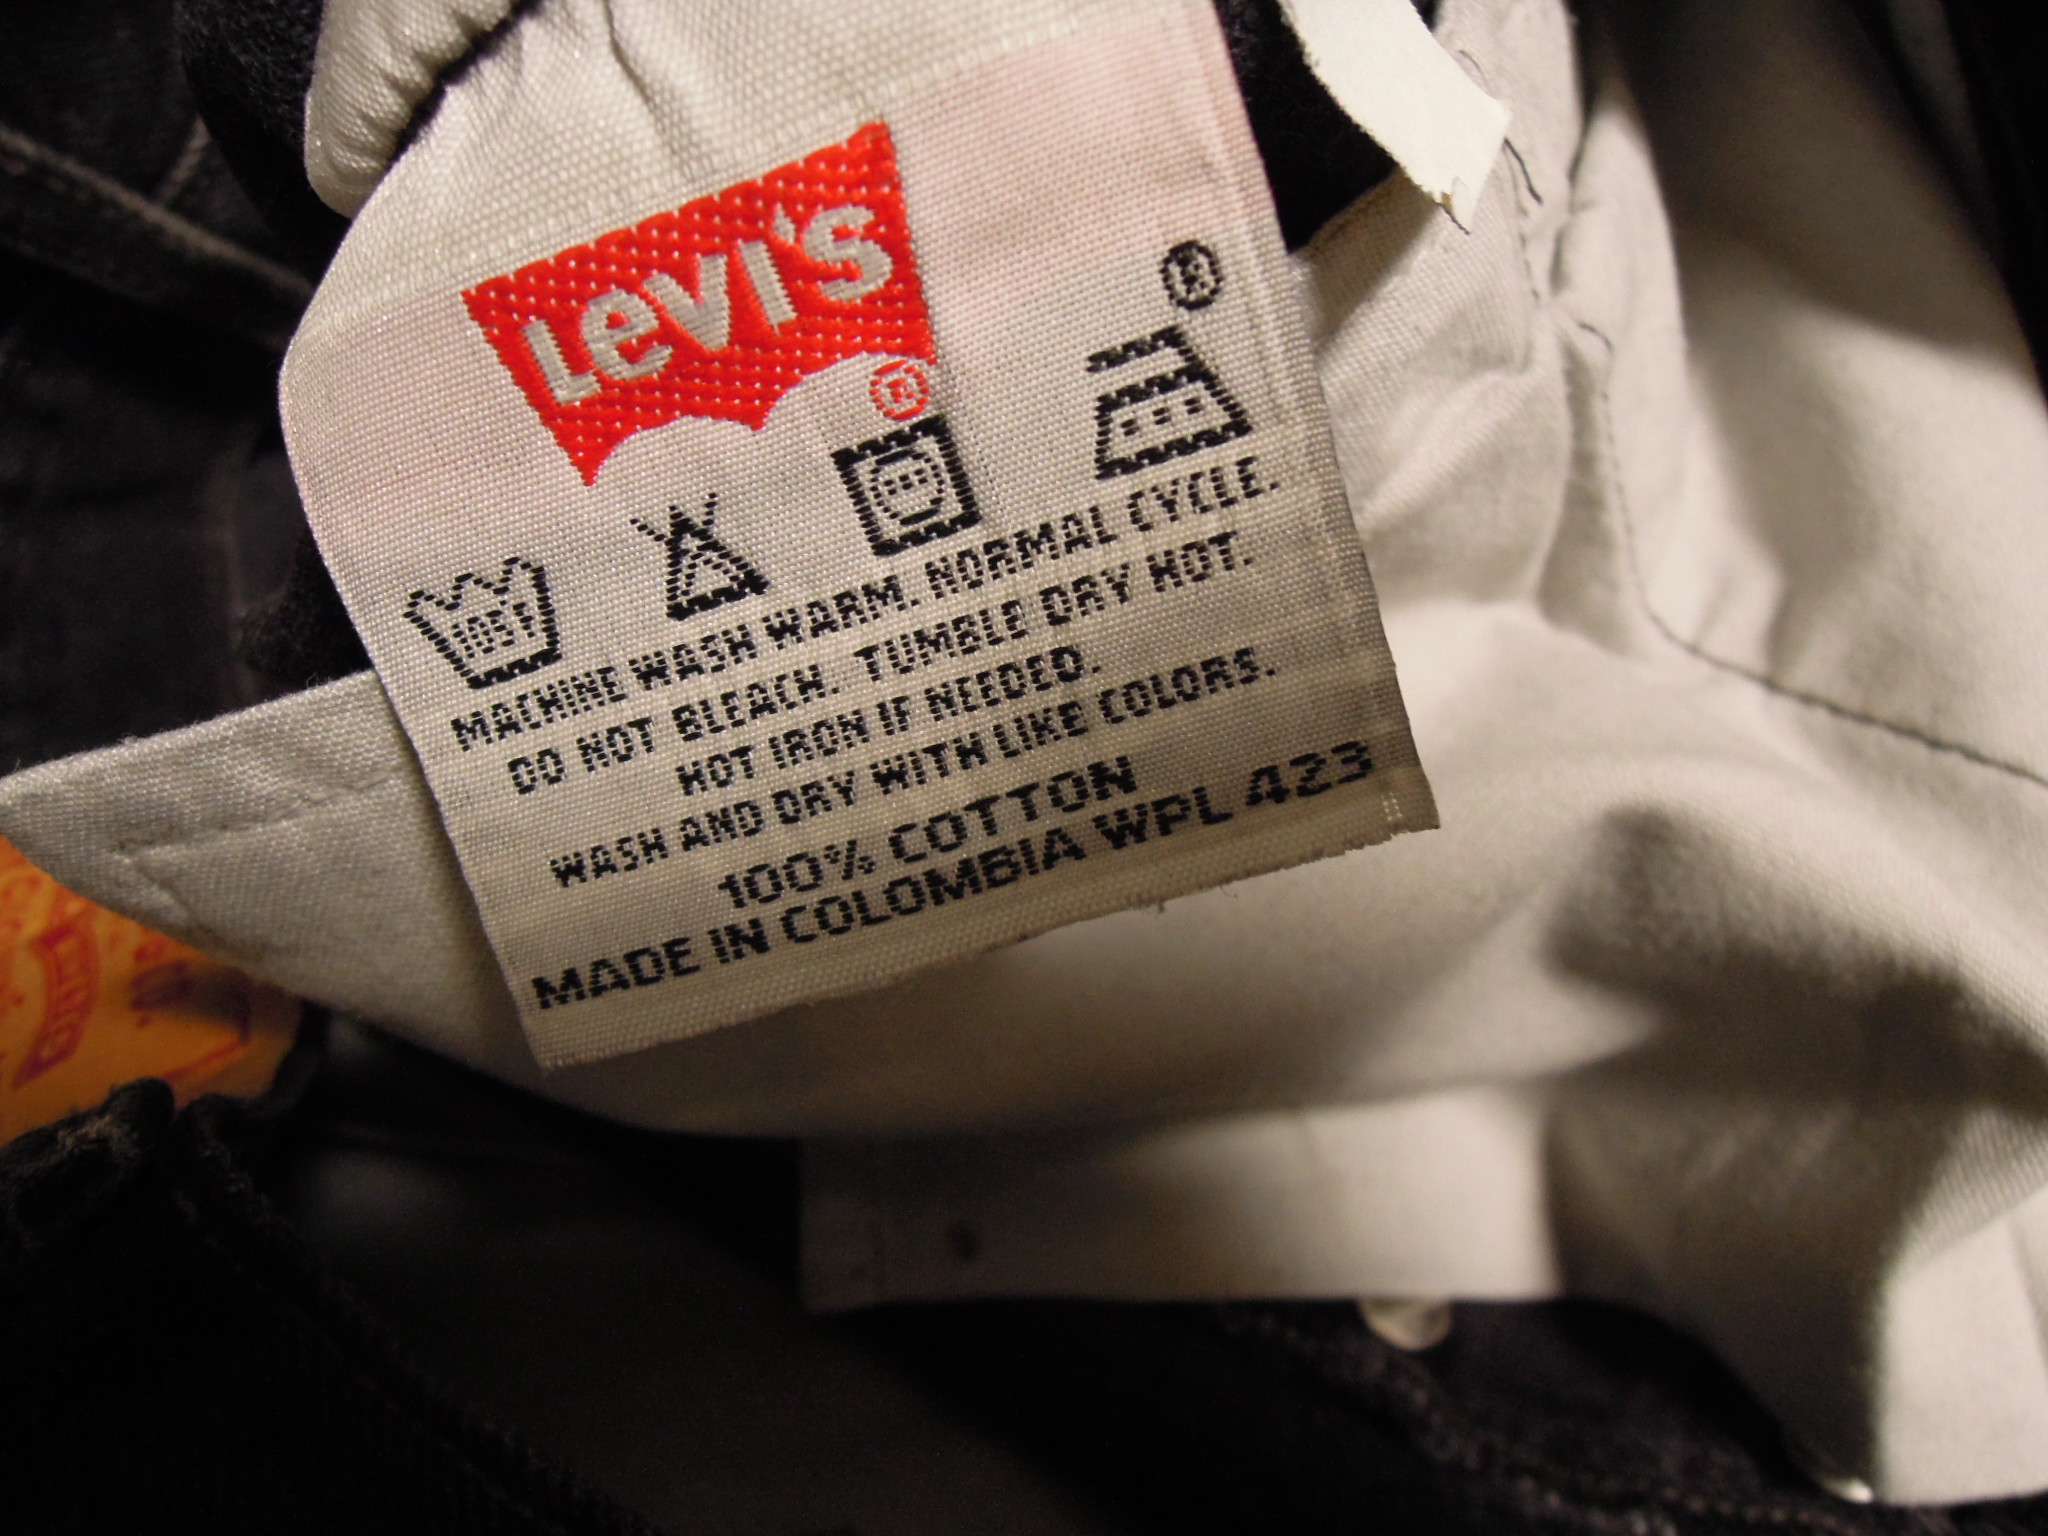 LEVI'S
®
®
105F
MACHINE WASH WARM. NORMAL CYCLE.
DO NOT BLEACH. TUMBLE DRY HOT.
HOT IRON IF NEEDED.
WASH AND DRY WITH LIKE COLORS.
100% COTTON
MADE IN COLOMBIA WPL 423